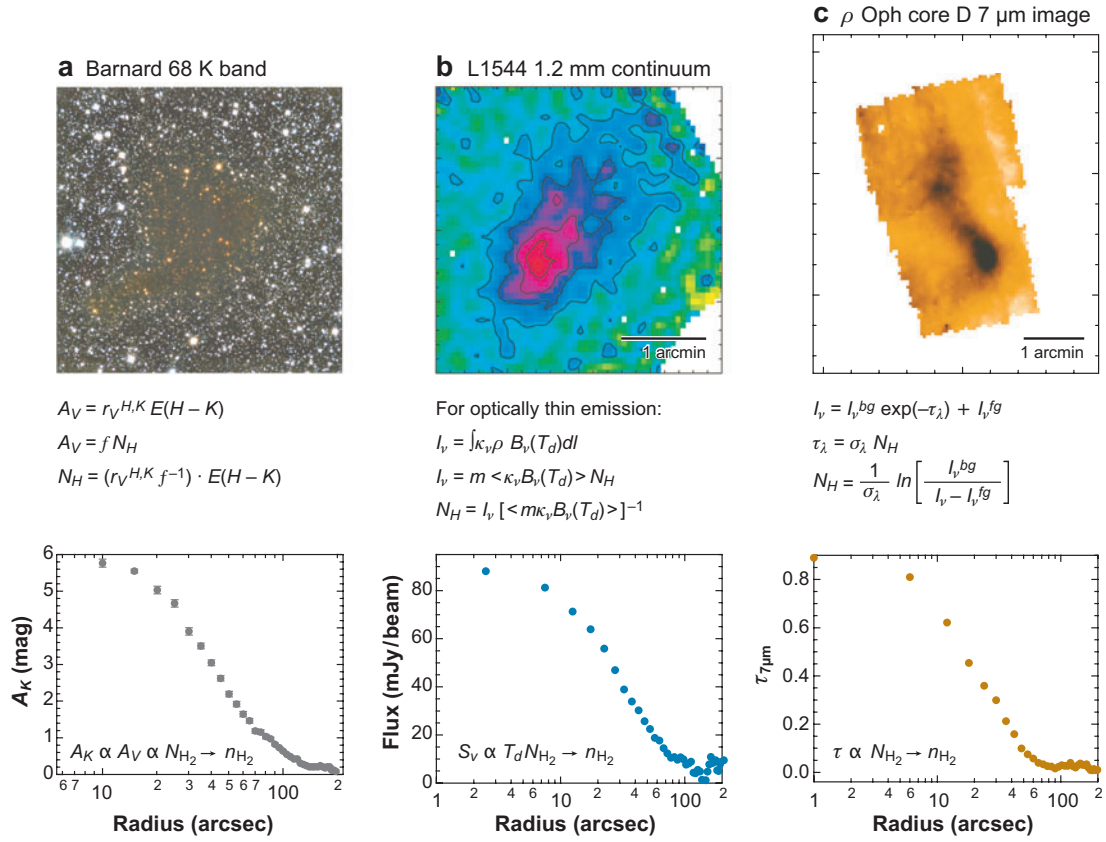 a Barnard 68 K band
A_V = r_V^{H,K} E(H – K)
A_V = f N_H
N_H = (r_V^{H,K} f^{–1}) · E(H – K)
A_K (mag)
6
5
4
3
2
1
0
A_K ∝ A_V ∝ N_{H_2} → n_{H_2}
6 7 10 2 3 4 5 6 7 100 2
Radius (arcsec)
b L1544 1.2 mm continuum
1 arcmin
For optically thin emission:
I_ν = ∫κ_νρ B_ν(T_d)dl
I_ν = m <κ_νB_ν(T_d)> N_H
N_H = I_ν [<mκ_νB_ν(T_d)>]^{–1}
Flux (mJy/beam)
80
60
40
20
0
S_ν ∝ T_d N_{H_2} → n_{H_2}
4 6 10 2 4 6 100 2
Radius (arcsec)
c ρ Oph core D 7 μm image
1 arcmin
I_ν = I_ν^{bg} exp(–τ_λ) + I_ν^{fg}
τ_λ = σ_λ N_H
N_H = \frac{1}{σ_λ} ln[\frac{I_ν^{bg}}{I_ν – I_ν^{fg}}]
τ_{7μm}
0.8
0.6
0.4
0.2
0.0
τ ∝ N_{H_2} → n_{H_2}
1 2 4 6 10 2 4 6 100 2
Radius (arcsec)